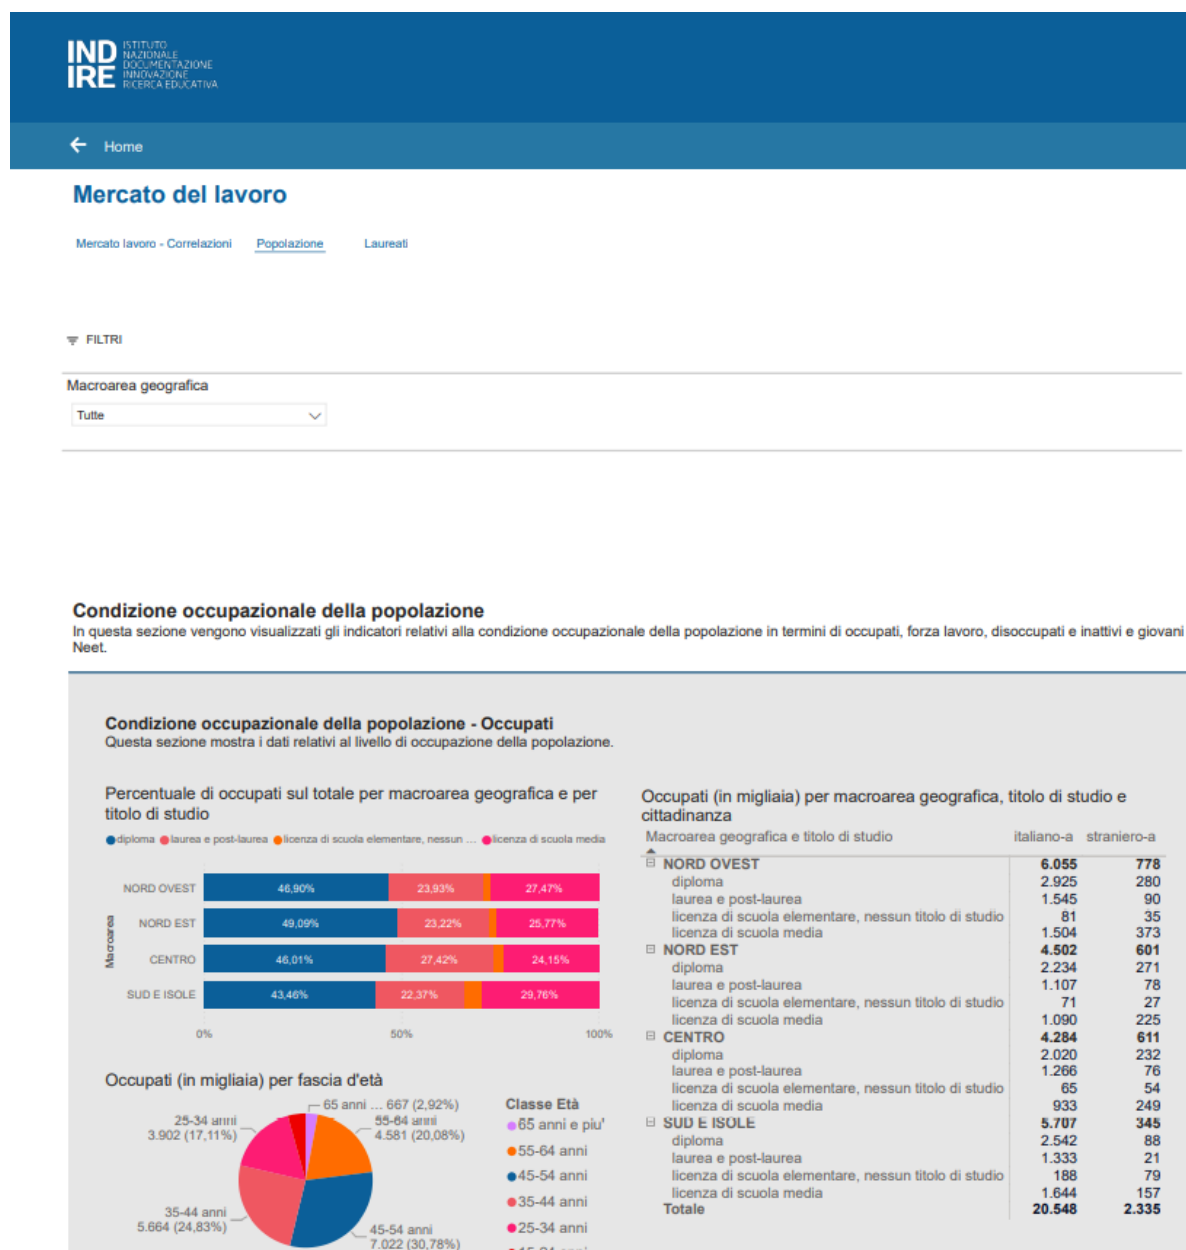 IND
IRE
ISTITUTO
NAZIONALE
DOCUMENTAZIONE
INNOVAZIONE
RICERCA EDUCATIVA
Home
Mercato del lavoro
Mercato lavoro - Correlazioni Popolazione Laureati
FILTRI
Macroarea geografica
Tutte
Condizione occupazionale della popolazione
In questa sezione vengono visualizzati gli indicatori relativi alla condizione occupazionale della popolazione in termini di occupati, forza lavoro, disoccupati e inattivi e giovani
Neet.
Condizione occupazionale della popolazione - Occupati
Questa sezione mostra i dati relativi al livello di occupazione della popolazione.
Percentuale di occupati sul totale per macroarea geografica e per
titolo di studio
diploma laurea e post-laurea licenza di scuola elementare, nessun ... licenza di scuola media
Macroarea
NORD OVEST 46,90% 23,93% 27,47%
NORD EST 49,09% 23,22% 25,77%
CENTRO 46,01% 27,42% 24,15%
SUD E ISOLE 43,46% 22,37% 29,76%
0% 50% 100%
Occupati (in migliaia) per fascia d'età
65 anni ... 667 (2,92%)
55-64 anni
4.581 (20,08%)
25-34 anni
3.902 (17,11%)
35-44 anni
5.664 (24,83%)
45-54 anni
7.022 (30,78%)
Classe Età
65 anni e piu'
55-64 anni
45-54 anni
35-44 anni
25-34 anni
Occupati (in migliaia) per macroarea geografica, titolo di studio e
cittadinanza
Macroarea geografica e titolo di studio italiano-a straniero-a
NORD OVEST 6.055 778
diploma 2.925 280
laurea e post-laurea 1.545 90
licenza di scuola elementare, nessun titolo di studio 81 35
licenza di scuola media 1.504 373
NORD EST 4.502 601
diploma 2.234 271
laurea e post-laurea 1.107 78
licenza di scuola elementare, nessun titolo di studio 71 27
licenza di scuola media 1.090 225
CENTRO 4.284 611
diploma 2.020 232
laurea e post-laurea 1.266 76
licenza di scuola elementare, nessun titolo di studio 65 54
licenza di scuola media 933 249
SUD E ISOLE 5.707 345
diploma 2.542 88
laurea e post-laurea 1.333 21
licenza di scuola elementare, nessun titolo di studio 188 79
licenza di scuola media 1.644 157
Totale 20.548 2.335